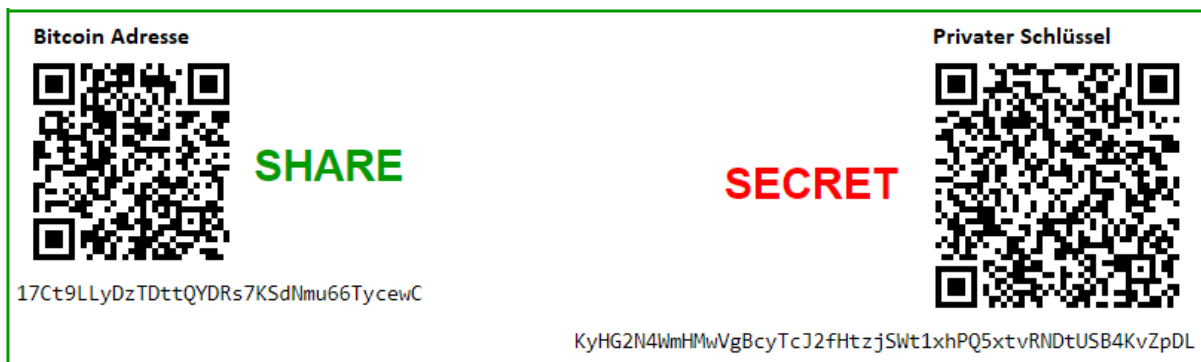 Bitcoin Adresse
Privater Schlüssel
SHARE
SECRET
17Ct9LLyDzTDttQYDRs7KSdNmu66TycewC
KyHG2N4WmHMwVgBcyTcJ2fHtzjSWt1xhPQ5xtvRNDtUSB4KvZpDL